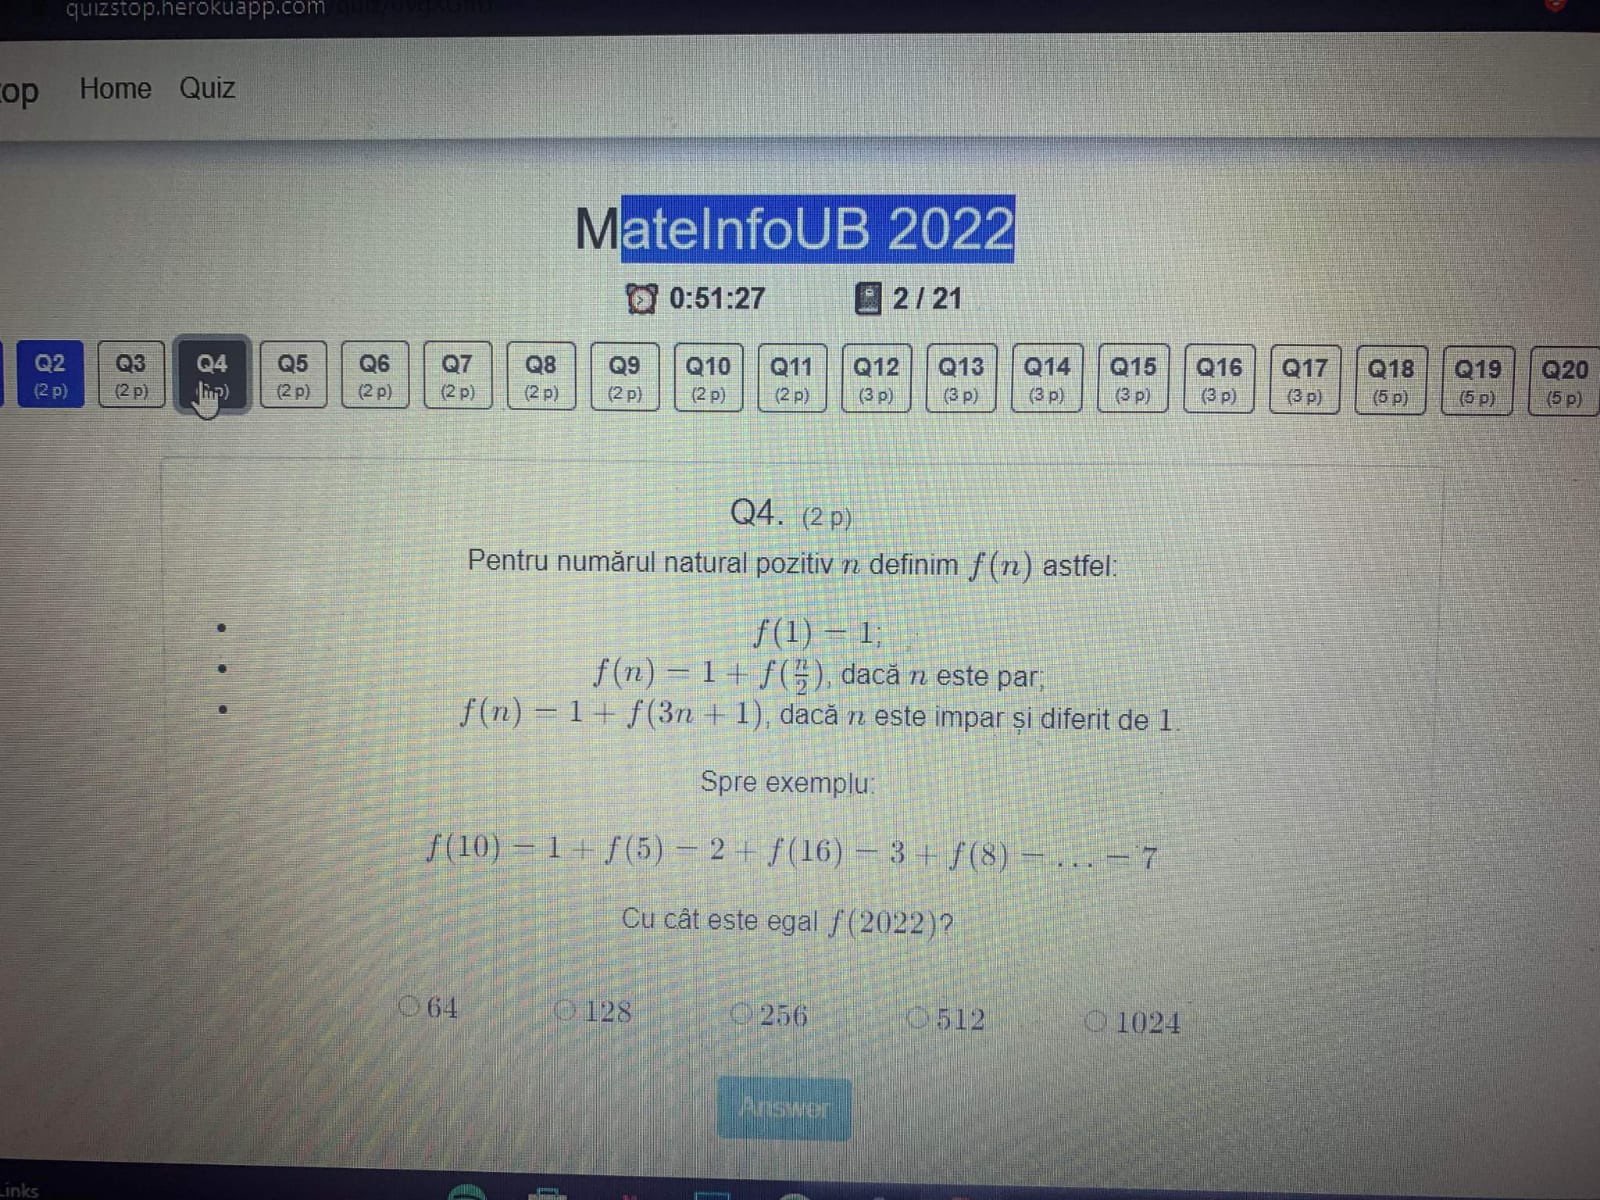 quizstop.herokuapp.com
op Home Quiz
MateInfoUB 2022
0:51:27 2 / 21
Q2 Q3 Q4 Q5 Q6 Q7 Q8 Q9 Q10 Q11 Q12 Q13 Q14 Q15 Q16 Q17 Q18 Q19 Q20
(2 p) (2 p) p) (2 p) (2 p) (2 p) (2 p) (2 p) (2 p) (2 p) (3 p) (3 p) (3 p) (3 p) (3 p) (3 p) (5 p) (5 p) (5 p)
Q4. (2 p)
Pentru numărul natural pozitiv n definim f(n) astfel:
• f(1) = 1;
• f(n) = 1 + f(n/2), dacă n este par;
• f(n) = 1 + f(3n + 1), dacă n este impar și diferit de 1.
Spre exemplu:
f(10) = 1 + f(5) = 2 + f(16) = 3 + f(8) = ... = 7
Cu cât este egal f(2022)?
64 128 256 512 1024
Answer
Links